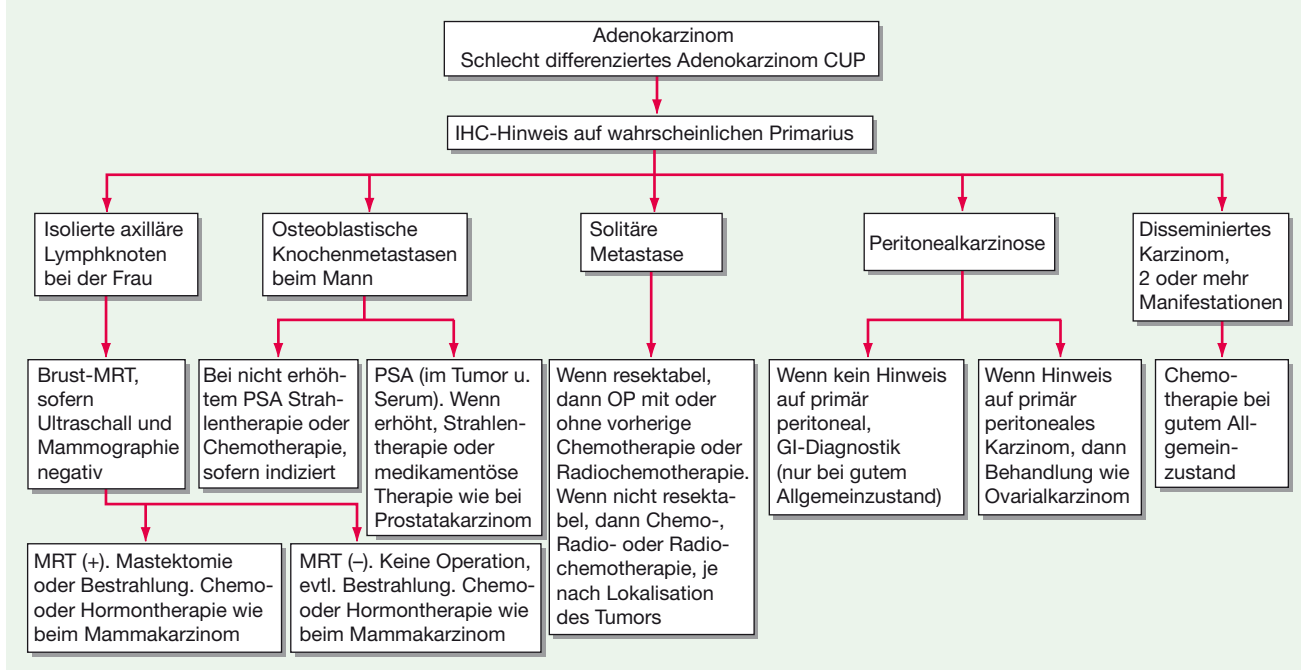 Adenokarzinom
Schlecht differenziertes Adenokarzinom CUP
IHC-Hinweis auf wahrscheinlichen Primarius
Isolierte axilläre
Lymphknoten
bei der Frau
Osteoblastische
Knochenmetastasen
beim Mann
Solitäre
Metastase
Peritonealkarzinose
Disseminiertes
Karzinom,
2 oder mehr
Manifestationen
Brust-MRT,
sofern
Ultraschall und
Mammographie
negativ
Bei nicht erhöh-
tem PSA Strah-
lentherapie oder
Chemotherapie,
sofern indiziert
PSA (im Tumor u.
Serum). Wenn
erhöht, Strahlen-
therapie oder
medikamentöse
Therapie wie bei
Prostatakarzinom
Wenn resektabel,
dann OP mit oder
ohne vorherige
Chemotherapie oder
Radiochemotherapie.
Wenn nicht resekta-
bel, dann Chemo-,
Radio- oder Radio-
chemotherapie, je
nach Lokalisation
des Tumors
Wenn kein Hinweis
auf primär
peritoneal,
GI-Diagnostik
(nur bei gutem
Allgemeinzustand)
Wenn Hinweis
auf primär
peritoneales
Karzinom, dann
Behandlung wie
Ovarialkarzinom
Chemo-
therapie bei
gutem All-
gemein-
zustand
MRT (+). Mastektomie
oder Bestrahlung. Chemo-
oder Hormontherapie wie
beim Mammakarzinom
MRT (–). Keine Operation,
evtl. Bestrahlung. Chemo-
oder Hormontherapie wie
beim Mammakarzinom